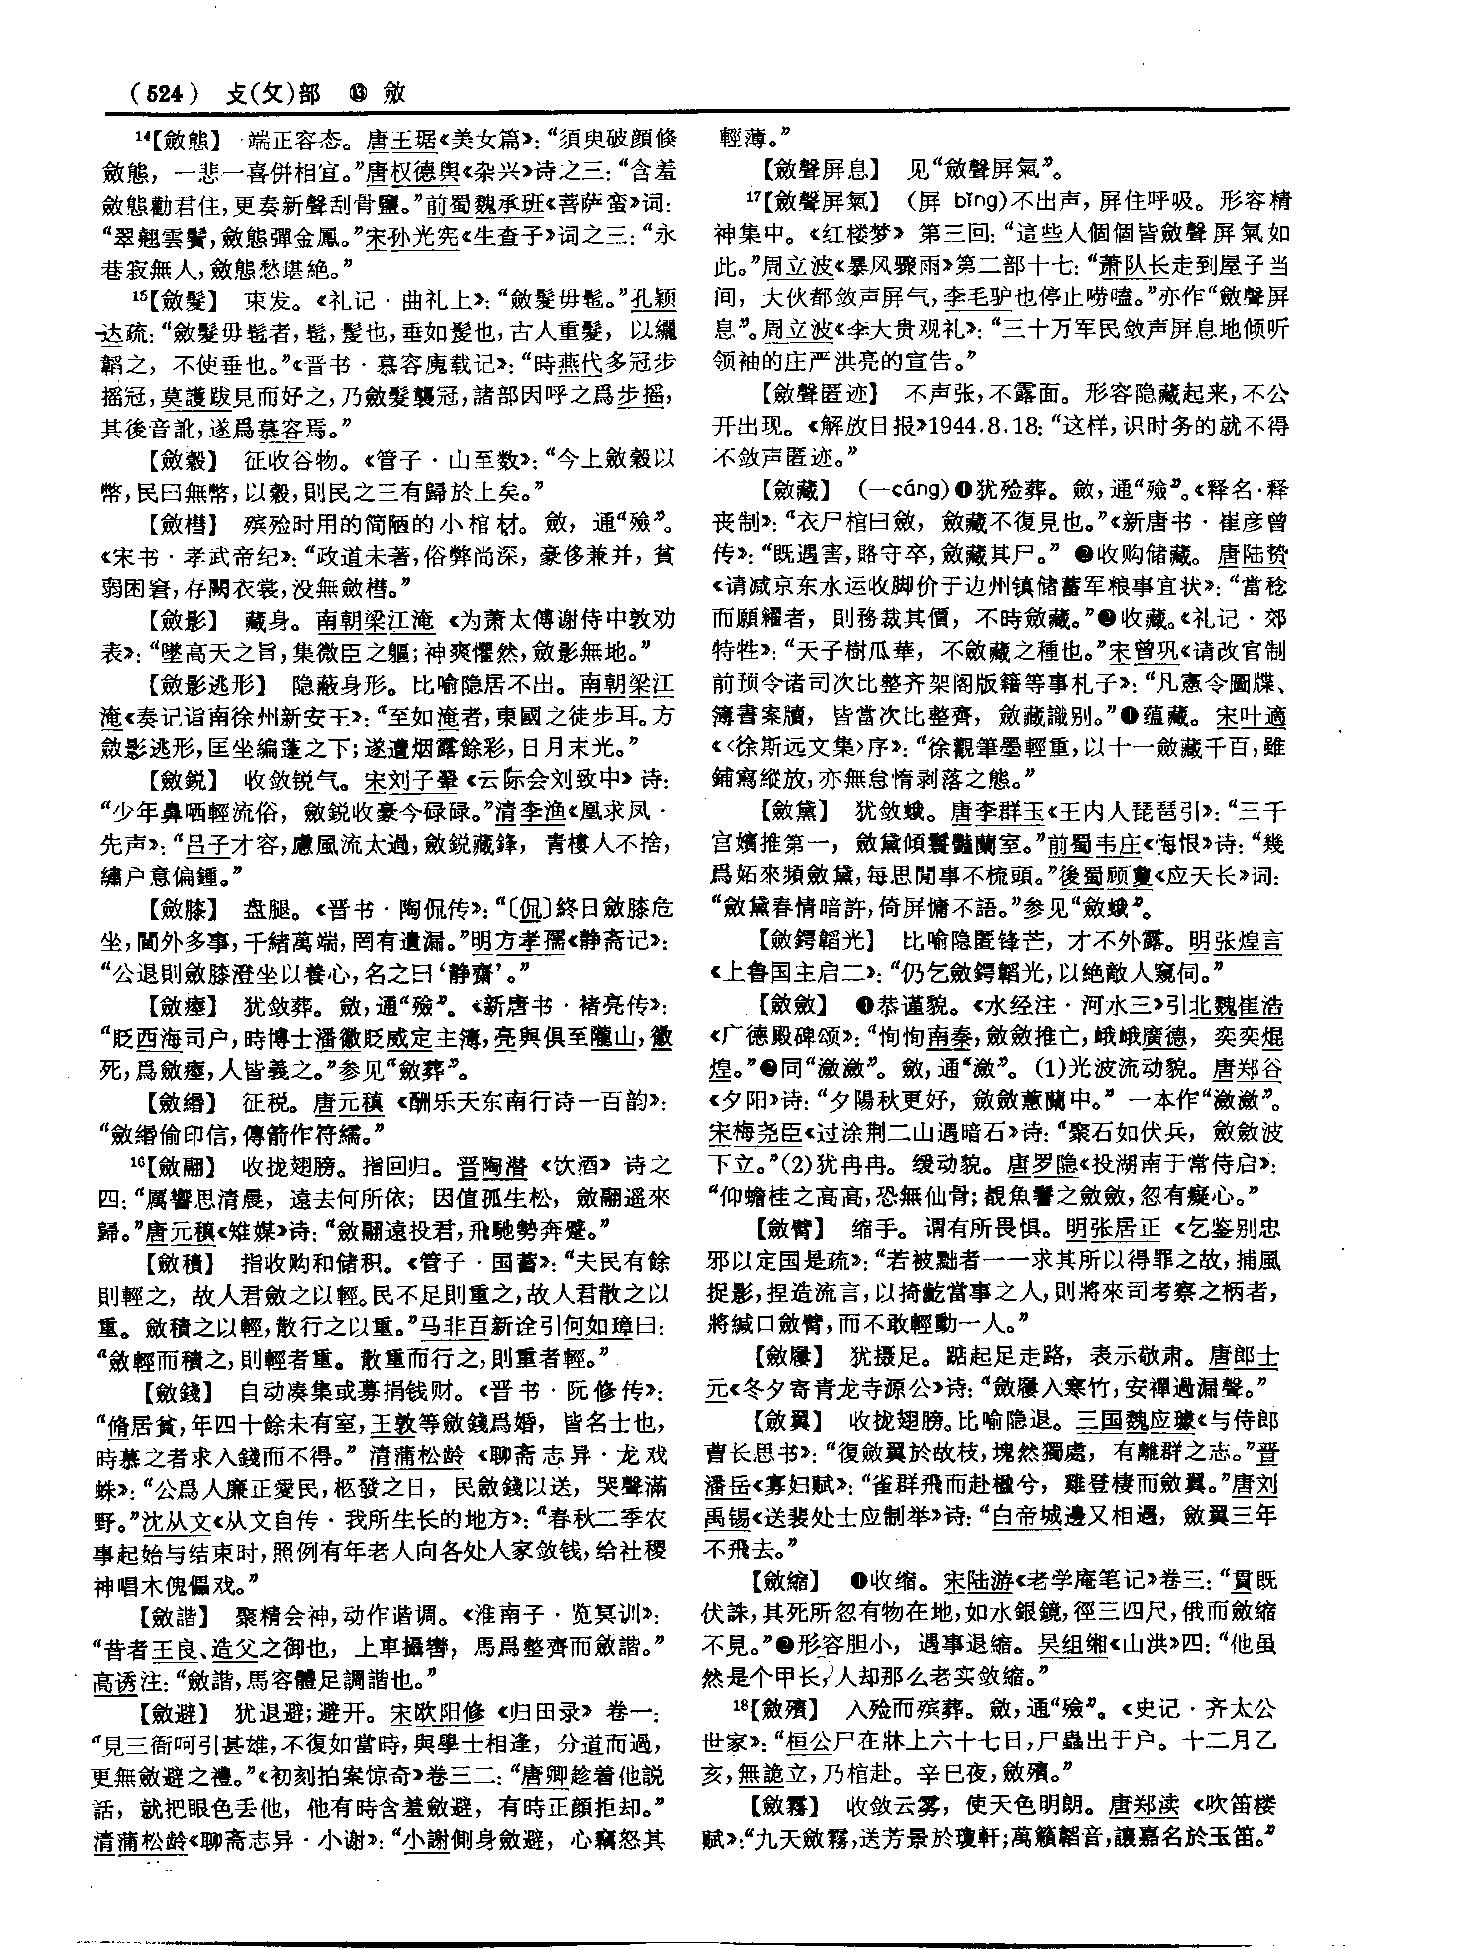 （524） 攴(攵)部 ⓭ 斂
14【斂態】 端正容态。唐王琚《美女篇》：“須臾破顔倏
斂態，一悲一喜併相宜。”唐权德舆《杂兴》诗之三：“含羞
斂態勸君住，更奏新聲刮骨鹽。”前蜀魏承班《菩萨蛮》词：
“翠翹雲鬢，斂態彈金鳳。”宋孙光宪《生查子》词之三：“永
巷寂無人，斂態愁堪絶。”
15【斂髮】 束发。《礼记·曲礼上》：“斂髮毋髢。”孔颖
达疏：“斂髮毋髢者，髢，髲也，垂如髲也，古人重髮，以纚
韜之，不使垂也。”《晋书·慕容廆载记》：“時燕代多冠步
摇冠，莫護跋見而好之，乃斂髮襲冠，諸部因呼之爲步摇，
其後音訛，遂爲慕容焉。”
【斂穀】 征收谷物。《管子·山至数》：“今上斂穀以
幣，民曰無幣，以穀，則民之三有歸於上矣。”
【斂槥】 殡殓时用的简陋的小棺材。斂，通“殮”。
《宋书·孝武帝纪》：“政道未著，俗弊尚深，豪侈兼并，貧
弱困窘，存闕衣裳，没無斂槥。”
【斂影】 藏身。南朝梁江淹《为萧太傅谢侍中敦劝
表》：“墜高天之旨，集微臣之軀；神爽懼然，斂影無地。”
【斂影逃形】 隐蔽身形。比喻隐居不出。南朝梁江
淹《奏记诣南徐州新安王》：“至如淹者，東國之徒步耳。方
斂影逃形，匡坐編蓬之下；遂遭烟露餘彩，日月末光。”
【斂鋭】 收敛锐气。宋刘子翬《云际会刘致中》诗：
“少年鼻哂輕流俗，斂鋭收豪今碌碌。”清李渔《凰求凤·
先声》：“吕子才容，慮風流太過，斂鋭藏鋒，青樓人不捨，
繡户意偏鍾。”
【斂膝】 盘腿。《晋书·陶侃传》：“〔侃〕終日斂膝危
坐，閫外多事，千緒萬端，罔有遺漏。”明方孝孺《静斋记》：
“公退則斂膝澄坐以養心，名之曰‘静齋’。”
【斂瘞】 犹敛葬。斂，通“殮”。《新唐书·褚亮传》：
“貶西海司户，時博士潘徽貶威定主簿，亮與俱至隴山，徽
死，爲斂瘞，人皆義之。”参见“斂葬”。
【斂緡】 征税。唐元稹《酬乐天东南行诗一百韵》：
“斂緡偷印信，傳箭作符繻。”
16【斂翮】 收拢翅膀。指回归。晋陶潜《饮酒》诗之
四：“厲響思清晨，遠去何所依；因值孤生松，斂翮遥來
歸。”唐元稹《雉媒》诗：“斂翮遠投君，飛馳勢奔蹙。”
【斂積】 指收购和储积。《管子·国蓄》：“夫民有餘
則輕之，故人君斂之以輕。民不足則重之，故人君散之以
重。斂積之以輕，散行之以重。”马非百新诠引何如璋曰：
“斂輕而積之，則輕者重。散重而行之，則重者輕。”
【斂錢】 自动凑集或募捐钱财。《晋书·阮修传》：
“脩居貧，年四十餘未有室，王敦等斂錢爲婚，皆名士也，
時慕之者求入錢而不得。”清蒲松龄《聊斋志异·龙戏
蛛》：“公爲人廉正愛民，柩發之日，民斂錢以送，哭聲滿
野。”沈从文《从文自传·我所生长的地方》：“春秋二季农
事起始与结束时，照例有年老人向各处人家敛钱，给社稷
神唱木傀儡戏。”
【斂諧】 聚精会神，动作谐调。《淮南子·览冥训》：
“昔者王良、造父之御也，上車攝轡，馬爲整齊而斂諧。”
高诱注：“斂諧，馬容體足調諧也。”
【斂避】 犹退避；避开。宋欧阳修《归田录》卷一：
“見三衙呵引甚雄，不復如當時，與學士相逢，分道而過，
更無斂避之禮。”《初刻拍案惊奇》卷三二：“唐卿趁着他説
話，就把眼色丢他，他有時含羞斂避，有時正顔拒却。”
清蒲松龄《聊斋志异·小谢》：“小謝側身斂避，心竊怒其
輕薄。”
【斂聲屏息】 见“斂聲屏氣”。
17【斂聲屏氣】 （屏 bǐng）不出声，屏住呼吸。形容精
神集中。《红楼梦》第三回：“這些人個個皆斂聲屏氣如
此。”周立波《暴风骤雨》第二部十七：“萧队长走到屋子当
间，大伙都敛声屏气，李毛驴也停止唠嗑。”亦作“斂聲屏
息”。周立波《李大贵观礼》：“三十万军民敛声屏息地倾听
领袖的庄严洪亮的宣告。”
【斂聲匿迹】 不声张，不露面。形容隐藏起来，不公
开出现。《解放日报》1944.8.18：“这样，识时务的就不得
不敛声匿迹。”
【斂藏】 （—cáng）❶犹殓葬。斂，通“殮”。《释名·释
丧制》：“衣尸棺曰斂，斂藏不復見也。”《新唐书·崔彦曾
传》：“既遇害，賂守卒，斂藏其尸。” ❷收购储藏。唐陆贽
《请减京东水运收脚价于边州镇储蓄军粮事宜状》：“當稔
而願糴者，則務裁其價，不時斂藏。”❸收藏。《礼记·郊
特牲》：“天子樹瓜華，不斂藏之種也。”宋曾巩《请改官制
前预令诸司次比整齐架阁版籍等事札子》：“凡憲令圖牒、
簿書案牘，皆當次比整齊，斂藏識别。”❹蕴藏。宋叶適
《〈徐斯远文集〉序》：“徐觀筆墨輕重，以十一斂藏千百，雖
鋪寫縱放，亦無怠惰剥落之態。”
【斂黛】 犹敛蛾。唐李群玉《王内人琵琶引》：“三千
宫嬪推第一，斂黛傾鬟豔蘭室。”前蜀韦庄《悔恨》诗：“幾
爲妬來頻斂黛，每思閒事不梳頭。”後蜀顾敻《应天长》词：
“斂黛春情暗許，倚屏慵不語。”参见“斂蛾”。
【斂鍔韜光】 比喻隐匿锋芒，才不外露。明张煌言
《上鲁国主启二》：“仍乞斂鍔韜光，以绝敵人窺伺。”
【斂斂】 ❶恭谨貌。《水经注·河水三》引北魏崔浩
《广德殿碑颂》：“恂恂南秦，斂斂推亡，峨峨廣德，奕奕焜
煌。”❷同“瀲瀲”。斂，通“瀲”。(1)光波流动貌。唐郑谷
《夕阳》诗：“夕陽秋更好，斂斂蕙蘭中。”一本作“瀲瀲”。
宋梅尧臣《过涂荆二山遇暗石》诗：“聚石如伏兵，斂斂波
下立。”(2)犹冉冉。缓动貌。唐罗隐《投湖南于常侍启》：
“仰蟾桂之高高，恐無仙骨；覩魚鬐之斂斂，忽有癡心。”
【斂臂】 缩手。谓有所畏惧。明张居正《乞鉴别忠
邪以定国是疏》：“若被黜者一一求其所以得罪之故，捕風
捉影，捏造流言，以掎齕當事之人，則將來司考察之柄者，
將緘口斂臂，而不敢輕動一人。”
【斂屨】 犹摄足。踮起足走路，表示敬肃。唐郎士
元《冬夕寄青龙寺源公》诗：“斂屨入寒竹，安禪過漏聲。”
【斂翼】 收拢翅膀。比喻隐退。三国魏应璩《与侍郎
曹长思书》：“復斂翼於故枝，塊然獨處，有離群之志。”晋
潘岳《寡妇赋》：“雀群飛而赴楹兮，雞登棲而斂翼。”唐刘
禹锡《送裴处士应制举》诗：“白帝城邊又相遇，斂翼三年
不飛去。”
【斂縮】 ❶收缩。宋陆游《老学庵笔记》卷三：“貫既
伏誅，其死所忽有物在地，如水銀鏡，徑三四尺，俄而斂縮
不見。”❷形容胆小，遇事退缩。吴组缃《山洪》四：“他虽
然是个甲长，人却那么老实敛缩。”
18【斂殯】 入殓而殡葬。斂，通“殮”。《史记·齐太公
世家》：“桓公尸在牀上六十七日，尸蟲出于户。十二月乙
亥，無詭立，乃棺赴。辛巳夜，斂殯。”
【斂霧】 收敛云雾，使天色明朗。唐郑渎《吹笛楼
赋》：“九天斂霧，送芳景於瓊軒；萬籟韜音，讓嘉名於玉笛。”